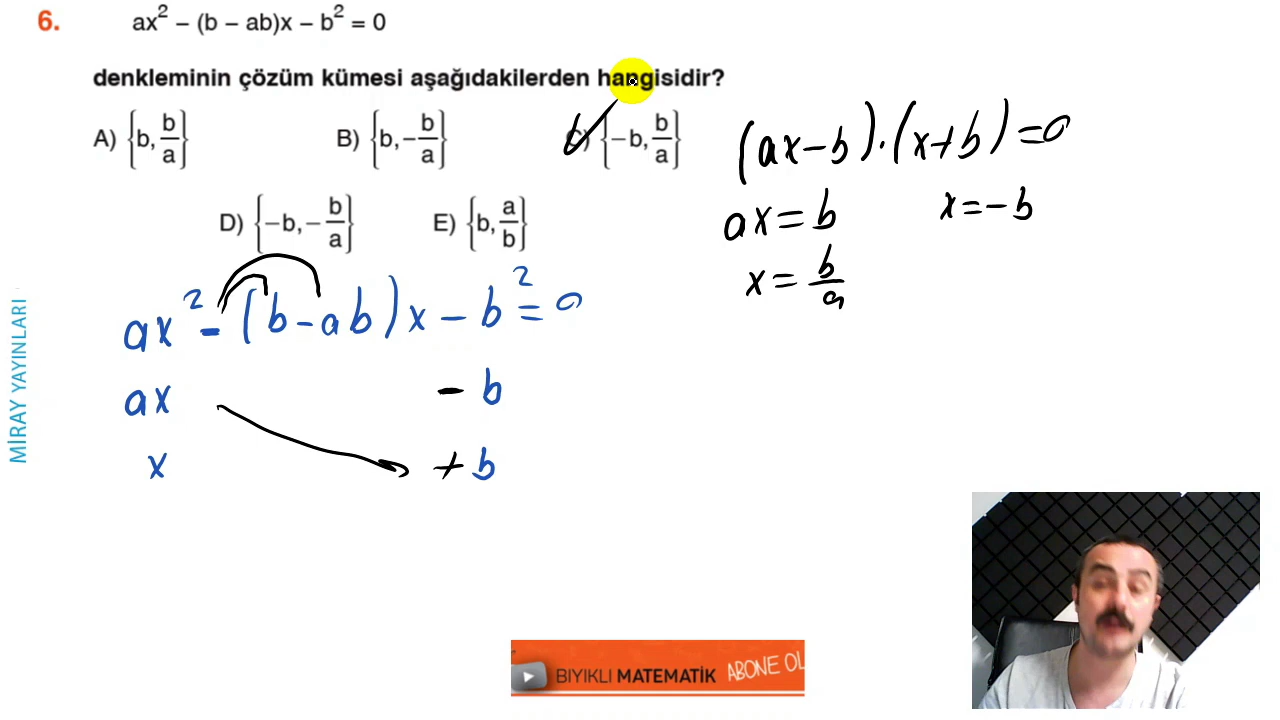 6. ax² – (b – ab)x – b² = 0
denkleminin çözüm kümesi aşağıdakilerden hangisidir?
A) {b, b/a} B) {b, –b/a} C) {–b, b/a}
D) {–b, –b/a} E) {b, a/b}
(ax – b) · (x + b) = 0
ax = b x = – b
x = b/a
ax² – (b – ab)x – b² = 0
ax – b
x + b
MİRAY YAYINLARI
BIYIKLI MATEMATİK ABONE OL